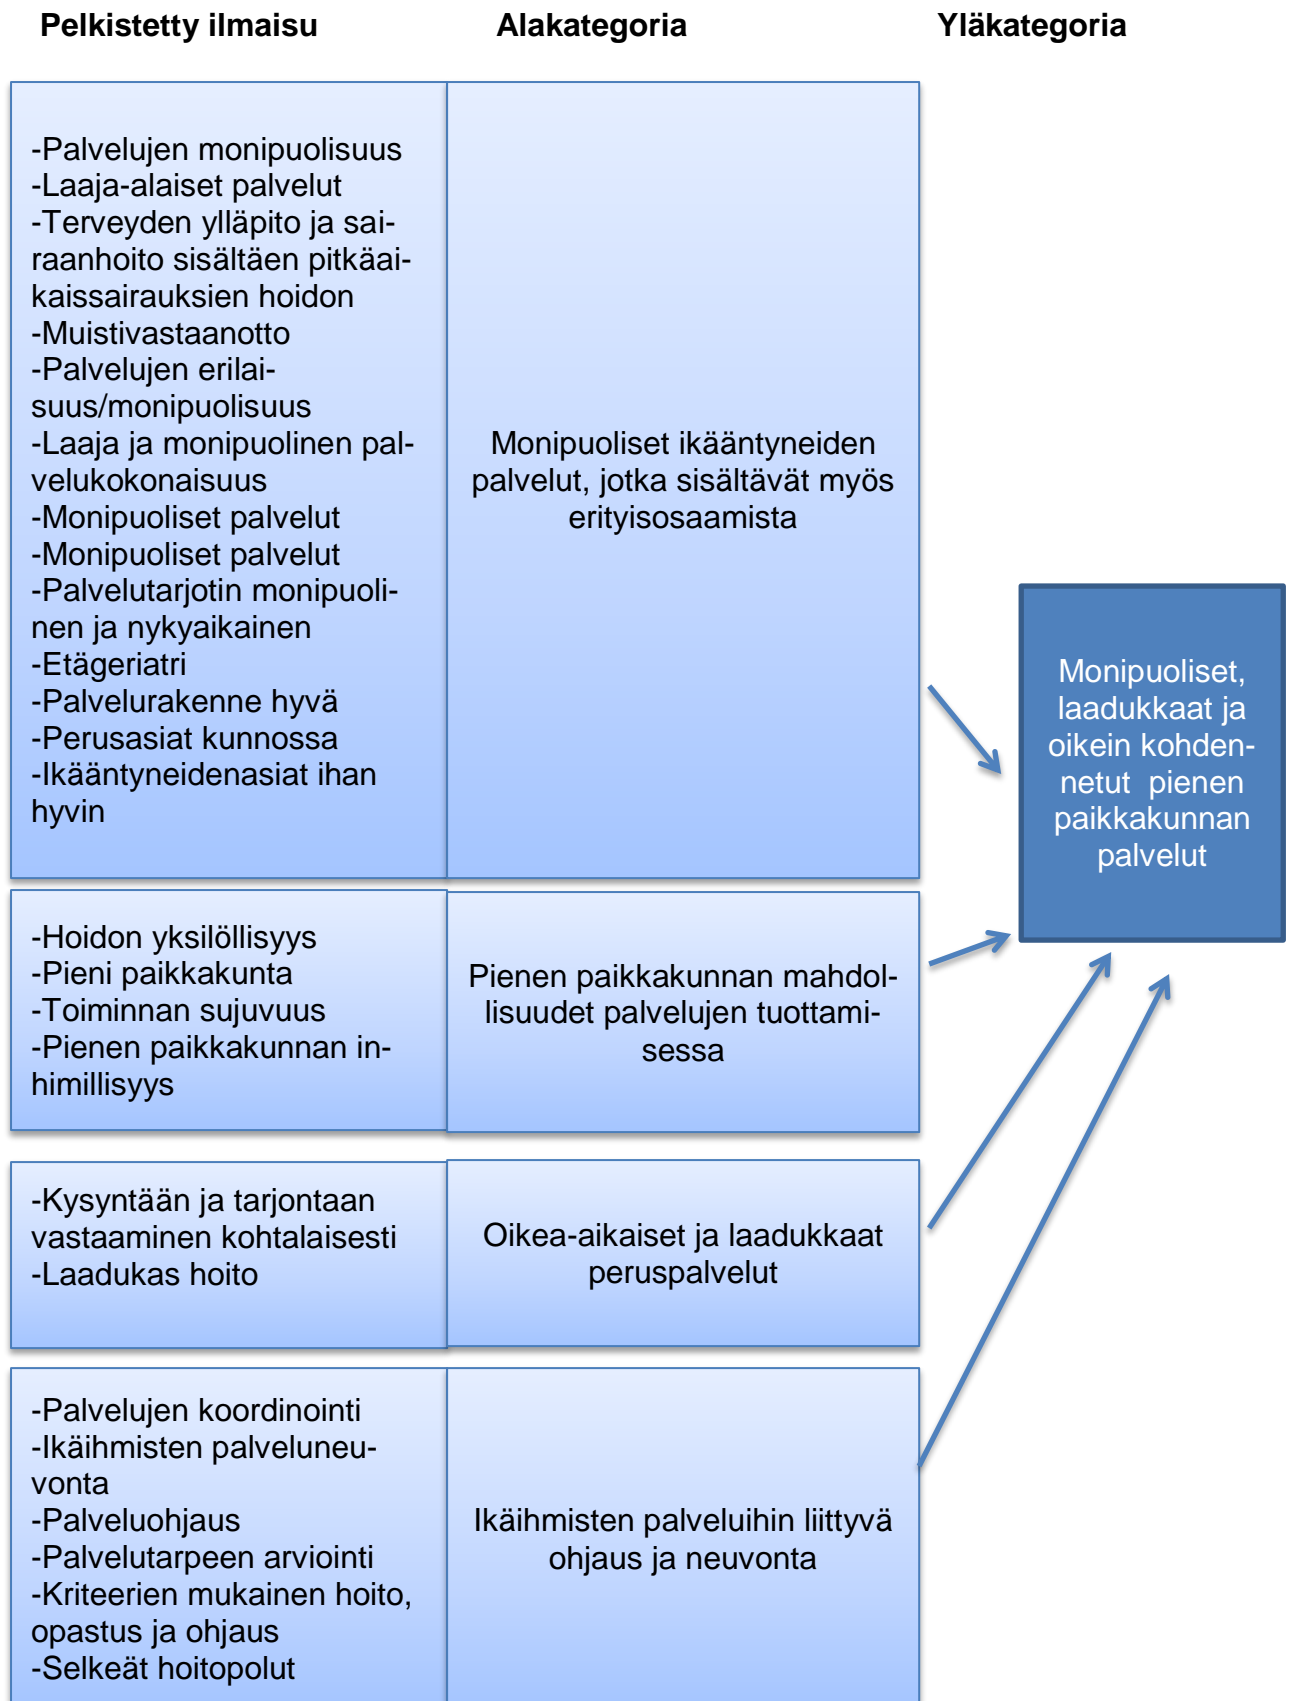 Pelkistetty ilmaisu
Alakategoria
Yläkategoria
-Palvelujen monipuolisuus
-Laaja-alaiset palvelut
-Terveyden ylläpito ja sai-
raanhoito sisältäen pitkäai-
kaissairauksien hoidon
-Muistivastaanotto
-Palvelujen erilai-
suus/monipuolisuus
-Laaja ja monipuolinen pal-
velukokonaisuus
-Monipuoliset palvelut
-Monipuoliset palvelut
-Palvelutarjotin monipuoli-
nen ja nykyaikainen
-Etägeriatri
-Palvelurakenne hyvä
-Perusasiat kunnossa
-Ikääntyneidenasiat ihan
hyvin
Monipuoliset ikääntyneiden
palvelut, jotka sisältävät myös
erityisosaamista
Monipuoliset,
laadukkaat ja
oikein kohden-
netut  pienen
paikkakunnan
palvelut
-Hoidon yksilöllisyys
-Pieni paikkakunta
-Toiminnan sujuvuus
-Pienen paikkakunnan in-
himillisyys
Pienen paikkakunnan mahdol-
lisuudet palvelujen tuottami-
sessa
-Kysyntään ja tarjontaan
vastaaminen kohtalaisesti
-Laadukas hoito
Oikea-aikaiset ja laadukkaat
peruspalvelut
-Palvelujen koordinointi
-Ikäihmisten palveluneu-
vonta
-Palveluohjaus
-Palvelutarpeen arviointi
-Kriteerien mukainen hoito,
opastus ja ohjaus
-Selkeät hoitopolut
Ikäihmisten palveluihin liittyvä
ohjaus ja neuvonta